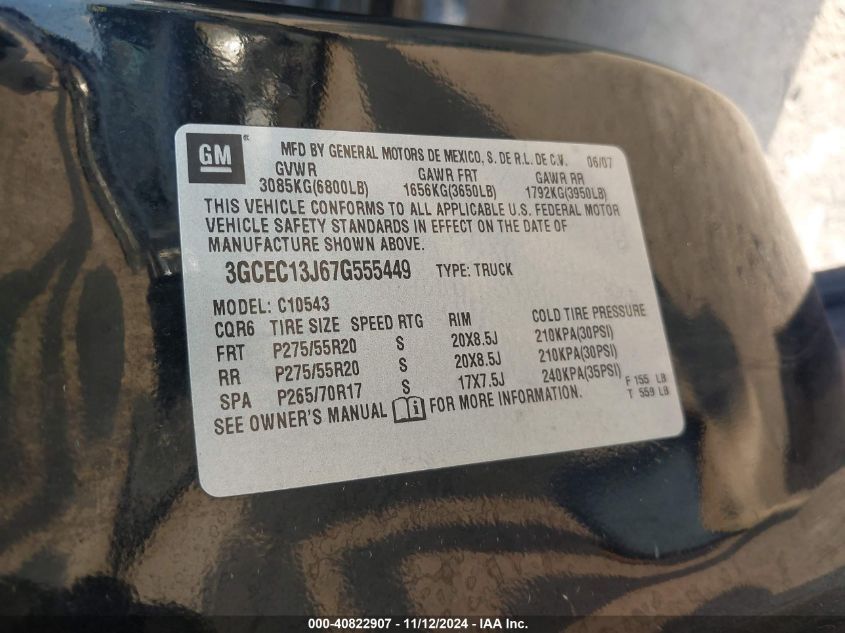 GM® MFD BY GENERAL MOTORS DE MEXICO, S. DE R.L. DE C.V. 06/07
GVWR GAWR FRT GAWR RR
3085KG(6800LB) 1656KG(3650LB) 1792KG(3950LB)
THIS VEHICLE CONFORMS TO ALL APPLICABLE U.S. FEDERAL MOTOR
VEHICLE SAFETY STANDARDS IN EFFECT ON THE DATE OF
MANUFACTURE SHOWN ABOVE.
3GCEC13J67G555449 TYPE: TRUCK
MODEL: C10543
CQR6 TIRE SIZE SPEED RTG RIM COLD TIRE PRESSURE
FRT P275/55R20 S 20X8.5J 210KPA(30PSI)
RR P275/55R20 S 20X8.5J 210KPA(30PSI)
SPA P265/70R17 S 17X7.5J 240KPA(35PSI) F 155 LB
T 559 LB
SEE OWNER'S MANUAL FOR MORE INFORMATION.
000-40822907 - 11/12/2024 - IAA Inc.